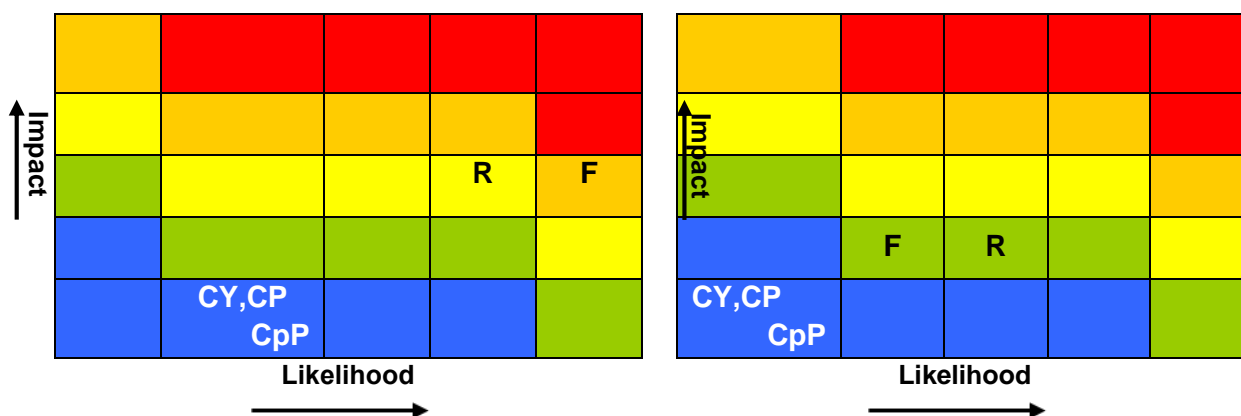 Impact
R F
CY,CP
CpP
Likelihood
Impact
F R
CY,CP
CpP
Likelihood